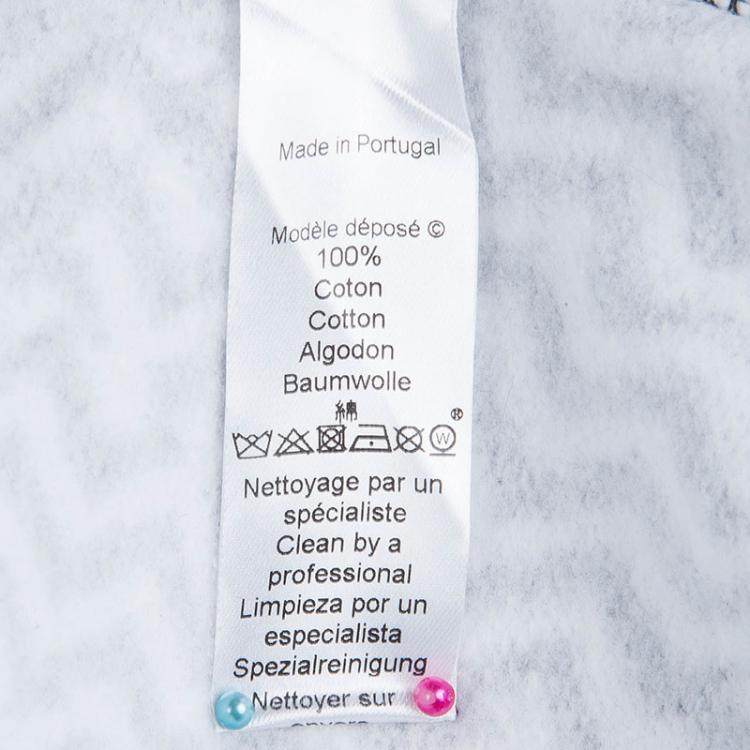 Made in Portugal
Modèle déposé ©
100%
Coton
Cotton
Algodon
Baumwolle
綿
®
W
Nettoyage par un
spécialiste
Clean by a
professional
Limpieza por un
especialista
Spezialreinigung
Nettoyer sur